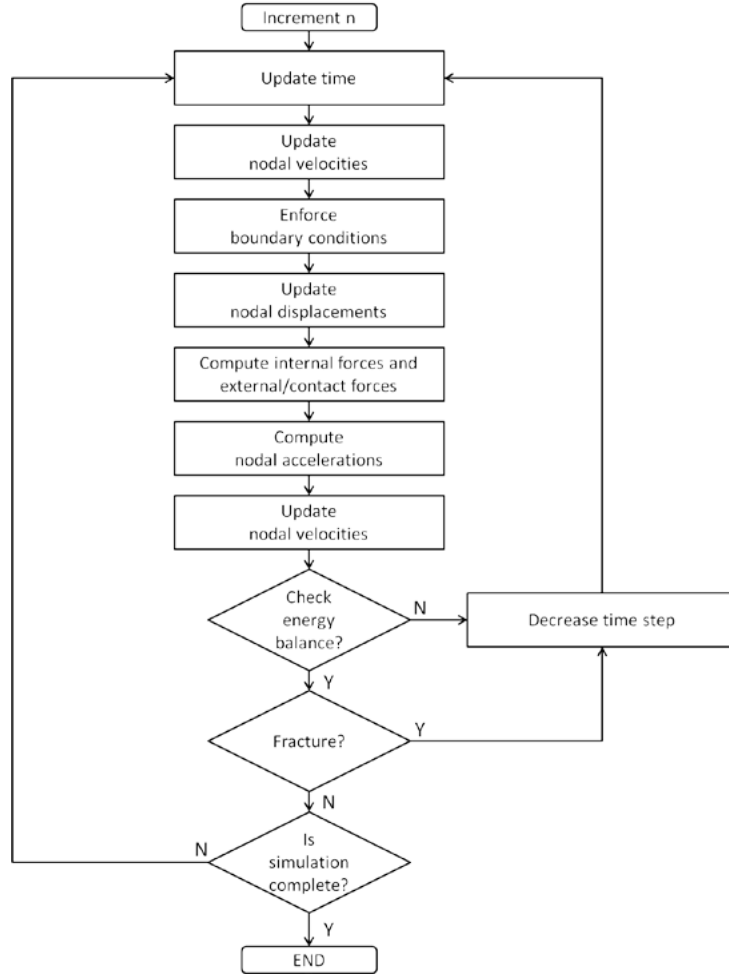 Increment n
Update time
Update
nodal velocities
Enforce
boundary conditions
Update
nodal displacements
Compute internal forces and
external/contact forces
Compute
nodal accelerations
Update
nodal velocities
Check
energy
balance?
N
Decrease time step
Y
Fracture?
Y
N
Is
simulation
complete?
N
Y
END